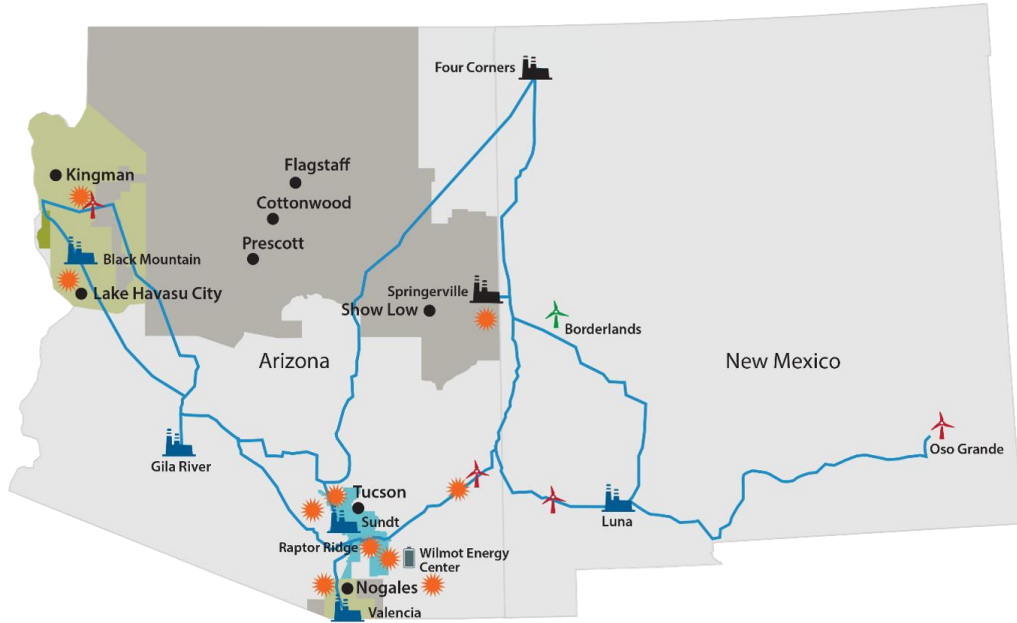 Four Corners
Kingman
Flagstaff
Cottonwood
Prescott
Black Mountain
Lake Havasu City
Springerville
Show Low
Borderlands
Arizona
New Mexico
Gila River
Oso Grande
Tucson
Sundt
Luna
Raptor Ridge
Wilmot Energy
Center
Nogales
Valencia